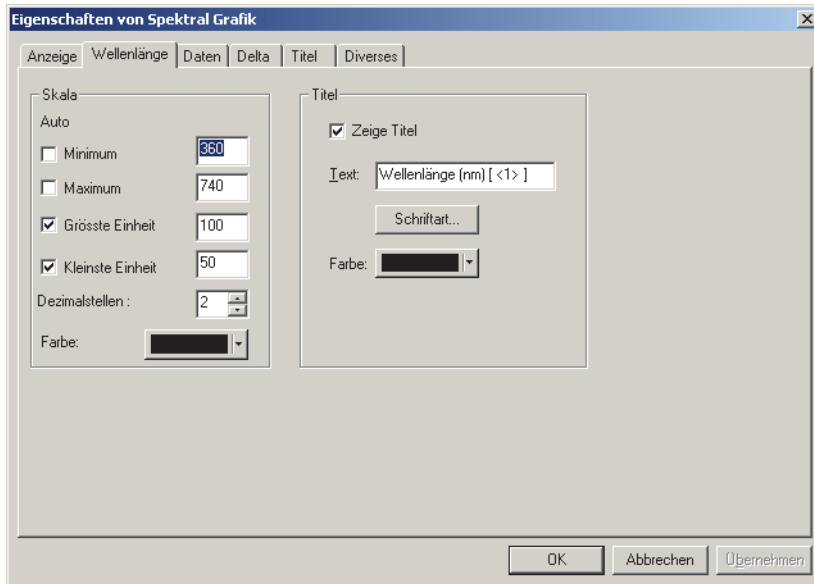 Eigenschaften von Spektral Grafik
Anzeige Wellenlänge Daten Delta Titel Diverses
Skala
Auto
Minimum 360
Maximum 740
Grösste Einheit 100
Kleinste Einheit 50
Dezimalstellen : 2
Farbe:
Titel
Zeige Titel
Text: Wellenlänge (nm) [ <1> ]
Schriftart...
Farbe:
OK Abbrechen Übernehmen